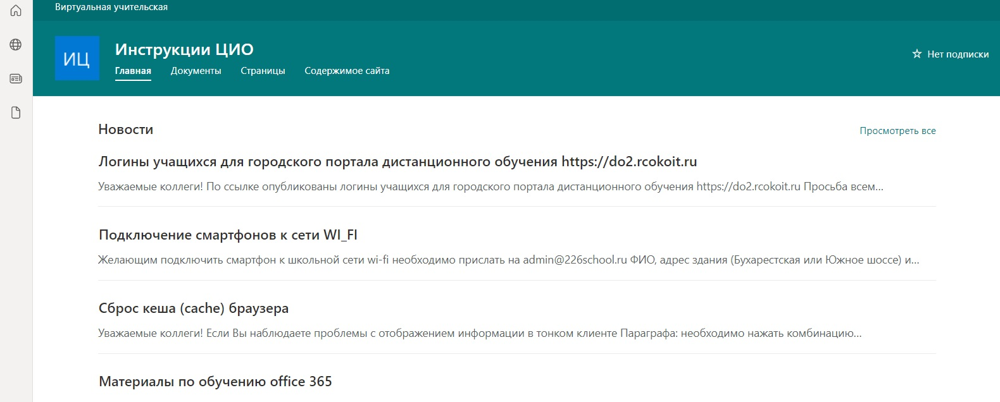 Виртуальная учительская
ИЦ
Инструкции ЦИО
Главная Документы Страницы Содержимое сайта
Нет подписки
Новости
Просмотреть все
Логины учащихся для городского портала дистанционного обучения https://do2.rcokoit.ru
Уважаемые коллеги! По ссылке опубликованы логины учащихся для городского портала дистанционного обучения https://do2.rcokoit.ru Просьба всем...
Подключение смартфонов к сети WI_FI
Желающим подключить смартфон к школьной сети wi-fi необходимо прислать на admin@226school.ru ФИО, адрес здания (Бухарестская или Южное шоссе) и...
Сброс кеша (cache) браузера
Уважаемые коллеги! Если Вы наблюдаете проблемы с отображением информации в тонком клиенте Параграфа: необходимо нажать комбинацию...
Материалы по обучению office 365